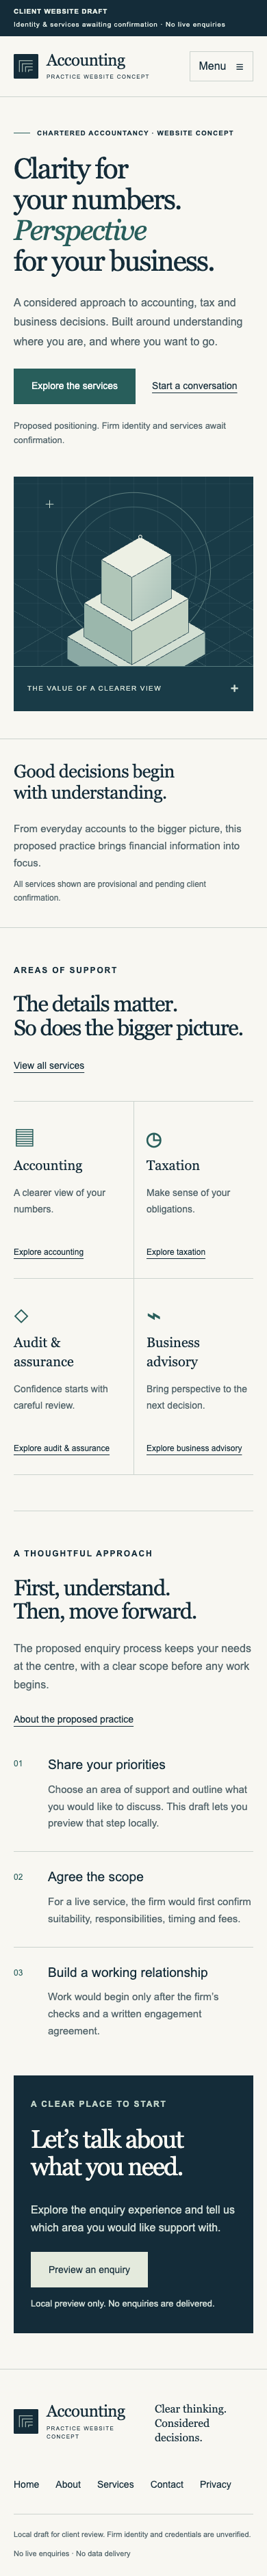 CLIENT WEBSITE DRAFT
Identity & services awaiting confirmation · No live enquiries
Accounting
PRACTICE WEBSITE CONCEPT
Menu
CHARTERED ACCOUNTANCY · WEBSITE CONCEPT
Clarity for
your numbers.
Perspective
for your business.
A considered approach to accounting, tax and
business decisions. Built around understanding
where you are, and where you want to go.
Explore the services
Start a conversation
Proposed positioning. Firm identity and services await
confirmation.
THE VALUE OF A CLEARER VIEW
Good decisions begin
with understanding.
From everyday accounts to the bigger picture, this
proposed practice brings financial information into
focus.
All services shown are provisional and pending client
confirmation.
AREAS OF SUPPORT
The details matter.
So does the bigger picture.
View all services
Accounting
A clearer view of your
numbers.
Explore accounting
Taxation
Make sense of your
obligations.
Explore taxation
Audit &
assurance
Confidence starts with
careful review.
Explore audit & assurance
Business
advisory
Bring perspective to the
next decision.
Explore business advisory
A THOUGHTFUL APPROACH
First, understand.
Then, move forward.
The proposed enquiry process keeps your needs
at the centre, with a clear scope before any work
begins.
About the proposed practice
01
Share your priorities
Choose an area of support and outline what
you would like to discuss. This draft lets you
preview that step locally.
02
Agree the scope
For a live service, the firm would first confirm
suitability, responsibilities, timing and fees.
03
Build a working relationship
Work would begin only after the firm’s
checks and a written engagement
agreement.
A CLEAR PLACE TO START
Let’s talk about
what you need.
Explore the enquiry experience and tell us
which area you would like support with.
Preview an enquiry
Local preview only. No enquiries are delivered.
Accounting
PRACTICE WEBSITE
CONCEPT
Clear thinking.
Considered
decisions.
Home About Services Contact Privacy
Local draft for client review. Firm identity and credentials are unverified.
No live enquiries · No data delivery